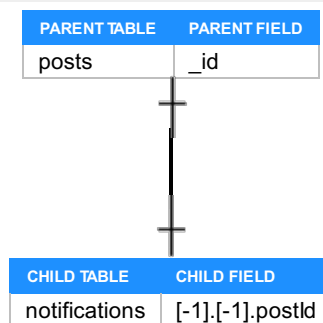 PARENT TABLE PARENT FIELD
posts _id
CHILD TABLE CHILD FIELD
notifications [-1].[-1].postId